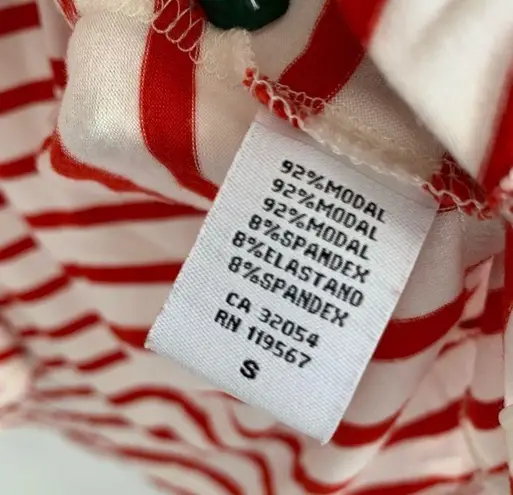 92%MODAL
92%MODAL
92%MODAL
8%SPANDEX
8%ELASTANO
8%SPANDEX
CA 32054
RN 119567
S